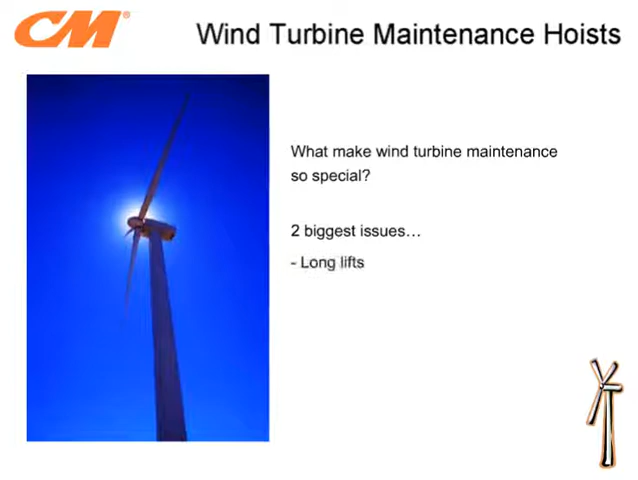 CM®
Wind Turbine Maintenance Hoists
What make wind turbine maintenance
so special?
2 biggest issues…
- Long lifts